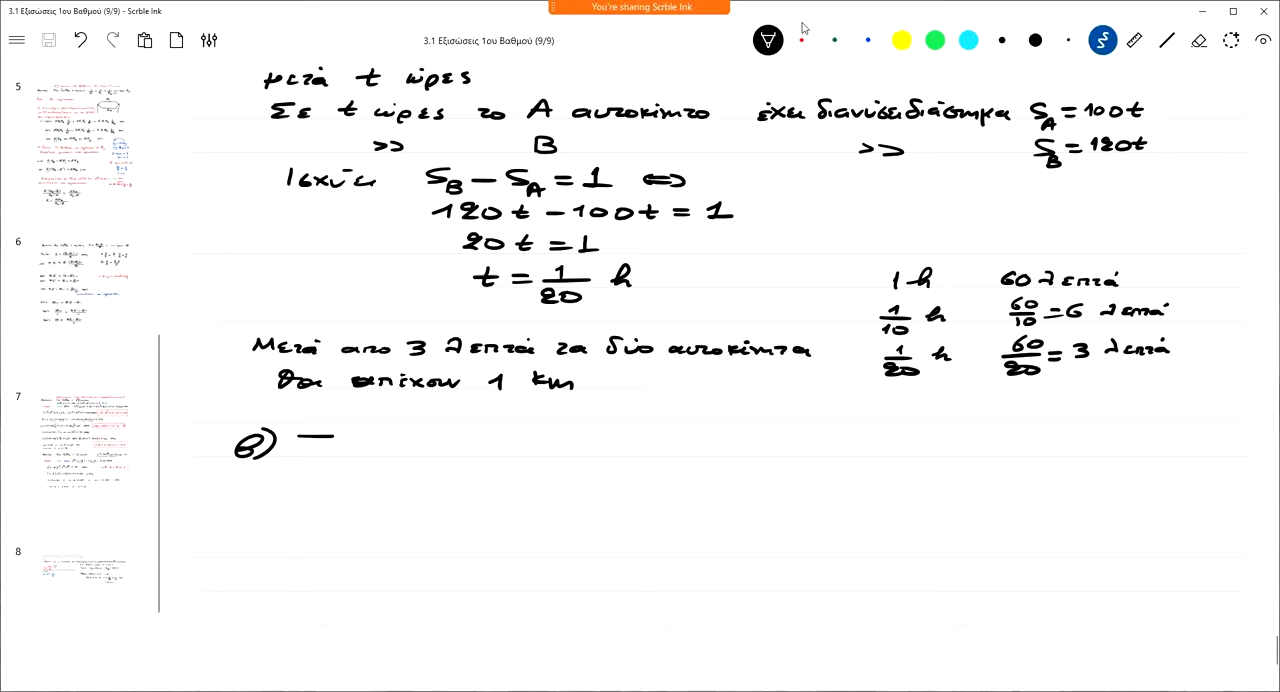 3.1 Εξισώσεις 1ου Βαθμού (9/9) - Scrble Ink
You're sharing Scrble Ink
3.1 Εξισώσεις 1ου Βαθμού (9/9)
μετά t ώρες
Σε t ώρες το A αυτοκίνητο έχει διανύσει διάστημα S_A = 100t
>> B >> S_B = 120t
Ισχύει S_B - S_A = 1 ⇔
120t - 100t = 1
20t = 1
t = 1/20 h
1 h 60 λεπτά
1/10 h 60/10 = 6 λεπτά
1/20 h 60/20 = 3 λεπτά
Μετά απο 3 λεπτά τα δύο αυτοκίνητα
θα απέχουν 1 km
β) —
5
6
7
8